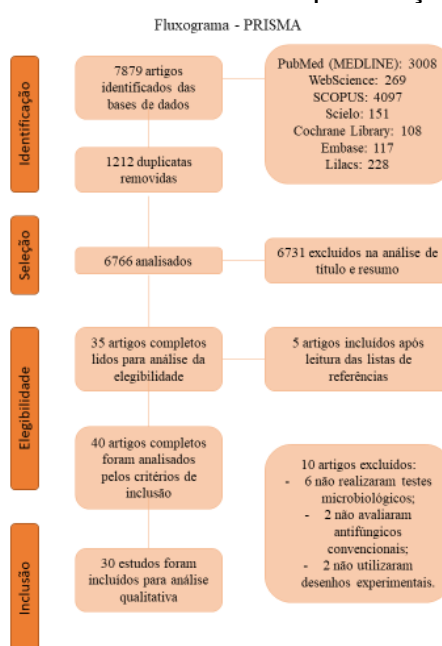 Fluxograma - PRISMA
Identificação
7879 artigos
identificados das
bases de dados
PubMed (MEDLINE): 3008
WebScience: 269
SCOPUS: 4097
Scielo: 151
Cochrane Library: 108
Embase: 117
Lilacs: 228
1212 duplicatas
removidas
Seleção
6766 analisados
6731 excluídos na análise de
título e resumo
Elegibilidade
35 artigos completos
lidos para análise da
elegibilidade
5 artigos incluídos após
leitura das listas de
referências
40 artigos completos
foram analisados
pelos critérios de
inclusão
10 artigos excluídos:
- 6 não realizaram testes
microbiológicos;
- 2 não avaliaram
antifúngicos
convencionais;
- 2 não utilizaram
desenhos experimentais.
Inclusão
30 estudos foram
incluídos para análise
qualitativa